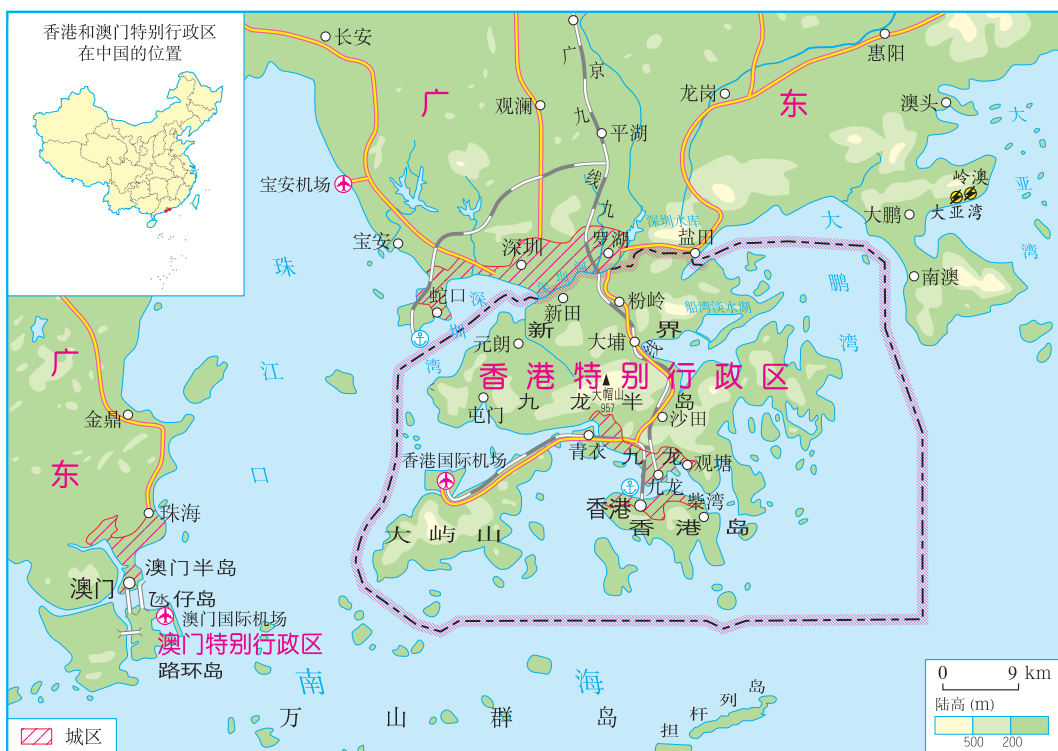 香港和澳门特别行政区
在中国的位置
长安
广
京
九
线
惠阳
观澜
广
东
龙岗
澳头
平湖
九
大
亚
湾
宝安机场
岭澳
大亚湾
大鹏
深圳水库
宝安
深圳
罗湖
盐田
大
鹏
湾
南澳
珠
江
口
蛇口
深
圳
湾
深圳河
新田
粉岭
船湾淡水湖
新
界
元朗
大埔
线
香港特别行政区
大帽山
957
九龙半岛
屯门
沙田
广
东
金鼎
青衣
九龙
观塘
香港国际机场
九龙
香港
柴湾
香港岛
大屿山
珠海
澳门
澳门半岛
氹仔岛
澳门国际机场
澳门特别行政区
路环岛
南
海
万山群岛
担杆列岛
0 9 km
陆高 (m)
500 200
城区